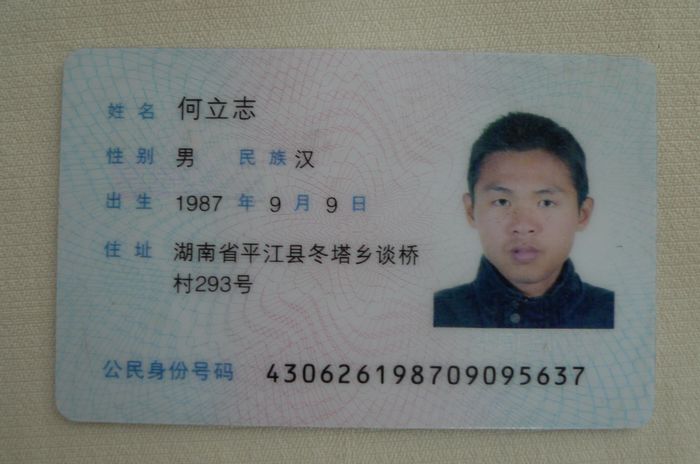 姓名 何立志
性别 男 民族 汉
出生 1987 年 9 月 9 日
住址 湖南省平江县冬塔乡谈桥
村293号
公民身份号码 430626198709095637